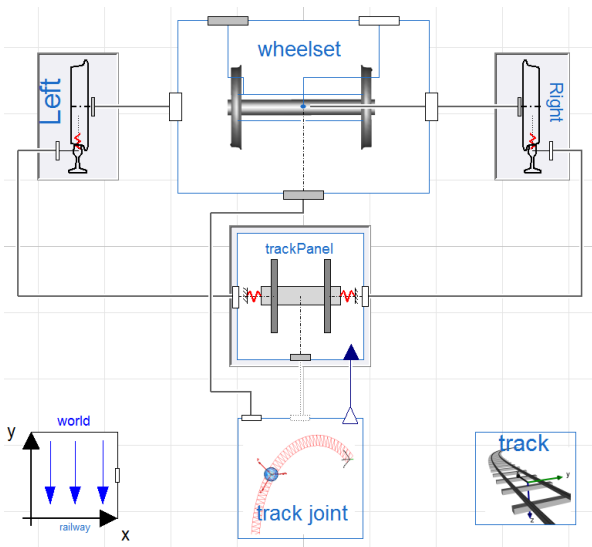 wheelset
Left
Right
trackPanel
world
y
railway
x
track joint
track
y
z